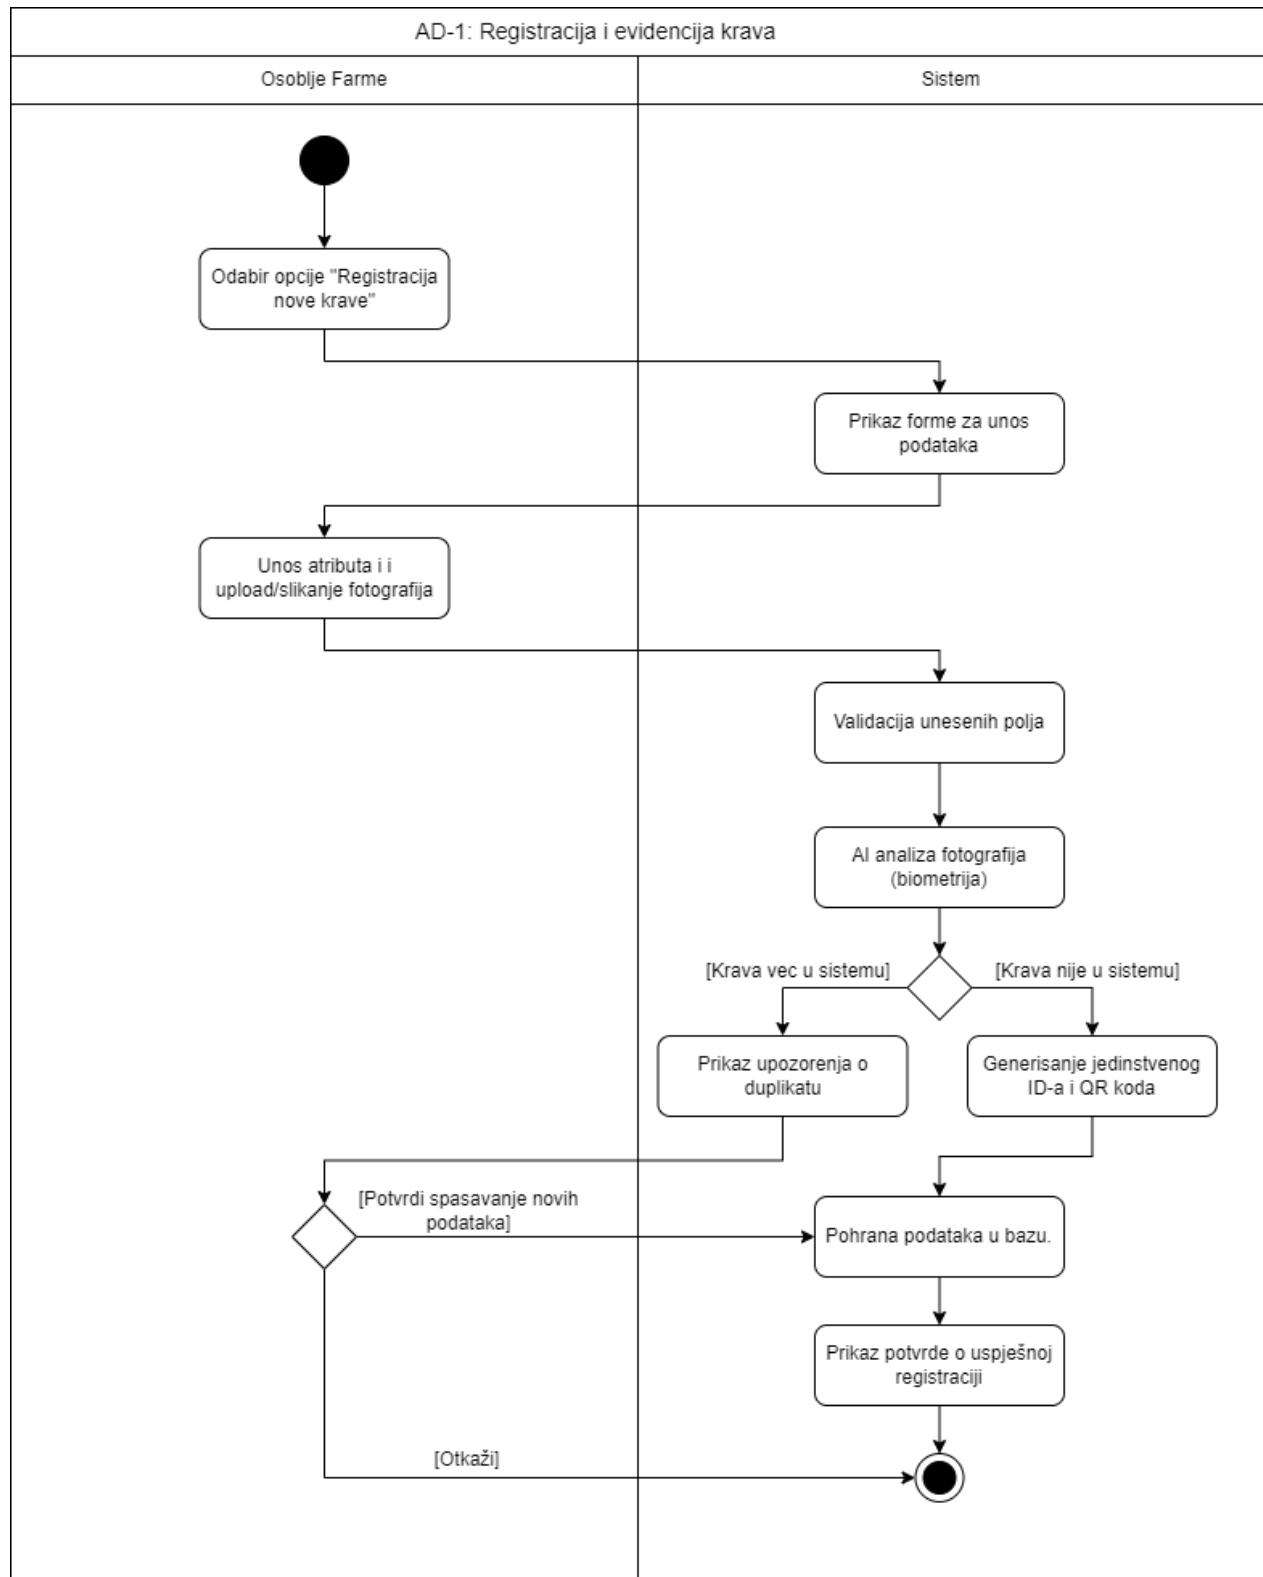 AD-1: Registracija i evidencija krava
Osoblje Farme
Sistem
Odabir opcije "Registracija
nove krave"
Prikaz forme za unos
podataka
Unos atributa i i
upload/slikanje fotografija
Validacija unesenih polja
AI analiza fotografija
(biometrija)
[Krava vec u sistemu]
[Krava nije u sistemu]
Prikaz upozorenja o
duplikatu
Generisanje jedinstvenog
ID-a i QR koda
[Potvrdi spasavanje novih
podataka]
Pohrana podataka u bazu.
Prikaz potvrde o uspješnoj
registraciji
[Otkaži]